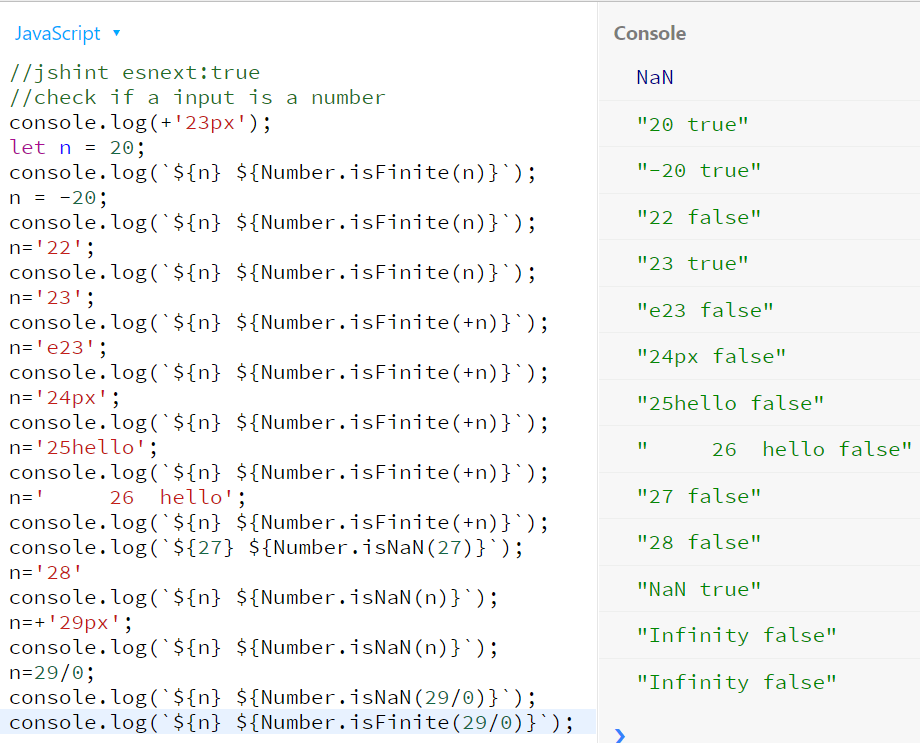 JavaScript ▾
//jshint esnext:true
//check if a input is a number
console.log(+'23px');
let n = 20;
console.log(`${n} ${Number.isFinite(n)}`);
n = -20;
console.log(`${n} ${Number.isFinite(n)}`);
n='22';
console.log(`${n} ${Number.isFinite(n)}`);
n='23';
console.log(`${n} ${Number.isFinite(+n)}`);
n='e23';
console.log(`${n} ${Number.isFinite(+n)}`);
n='24px';
console.log(`${n} ${Number.isFinite(+n)}`);
n='25hello';
console.log(`${n} ${Number.isFinite(+n)}`);
n='     26  hello';
console.log(`${n} ${Number.isFinite(+n)}`);
console.log(`${27} ${Number.isNaN(27)}`);
n='28'
console.log(`${n} ${Number.isNaN(n)}`);
n=+'29px';
console.log(`${n} ${Number.isNaN(n)}`);
n=29/0;
console.log(`${n} ${Number.isNaN(29/0)}`);
console.log(`${n} ${Number.isFinite(29/0)}`);
Console
NaN
"20 true"
"-20 true"
"22 false"
"23 true"
"e23 false"
"24px false"
"25hello false"
"     26  hello false"
"27 false"
"28 false"
"NaN true"
"Infinity false"
"Infinity false"